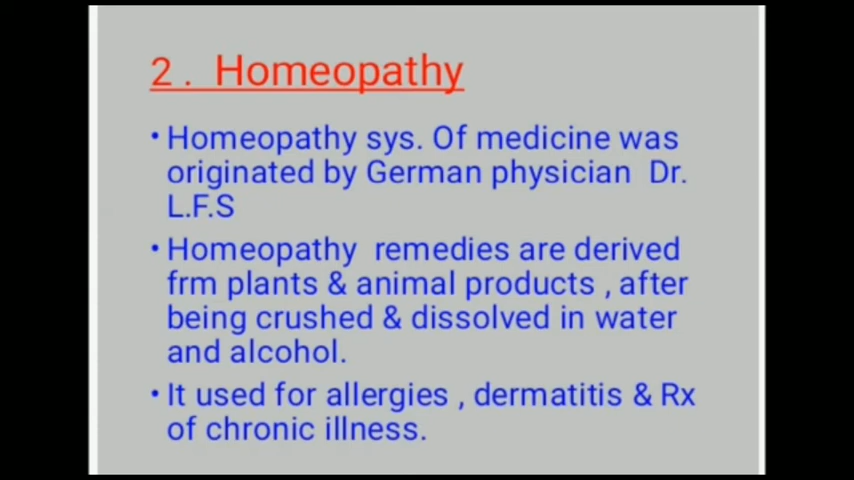 2 . Homeopathy
• Homeopathy sys. Of medicine was
originated by German physician Dr.
L.F.S
• Homeopathy remedies are derived
frm plants & animal products , after
being crushed & dissolved in water
and alcohol.
• It used for allergies , dermatitis & Rx
of chronic illness.